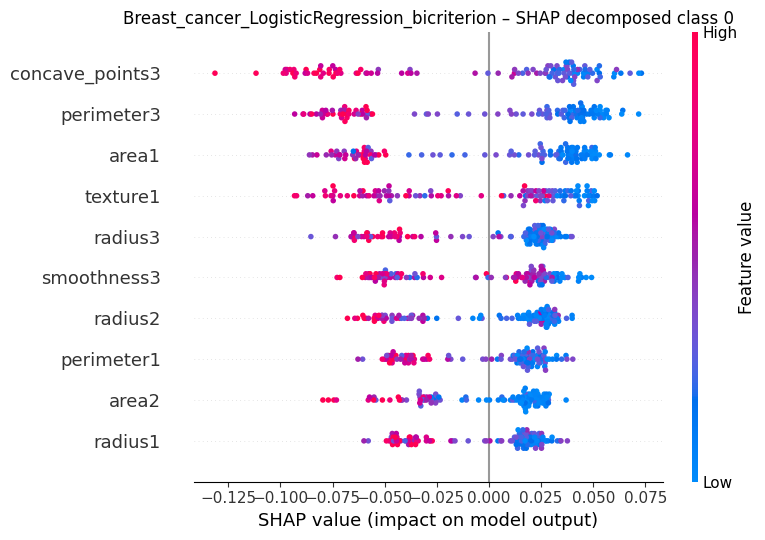 Breast_cancer_LogisticRegression_bicriterion – SHAP decomposed class 0
High
concave_points3
perimeter3
area1
texture1
radius3
smoothness3
radius2
perimeter1
area2
radius1
Feature value
Low
−0.125 −0.100 −0.075 −0.050 −0.025 0.000 0.025 0.050 0.075
SHAP value (impact on model output)